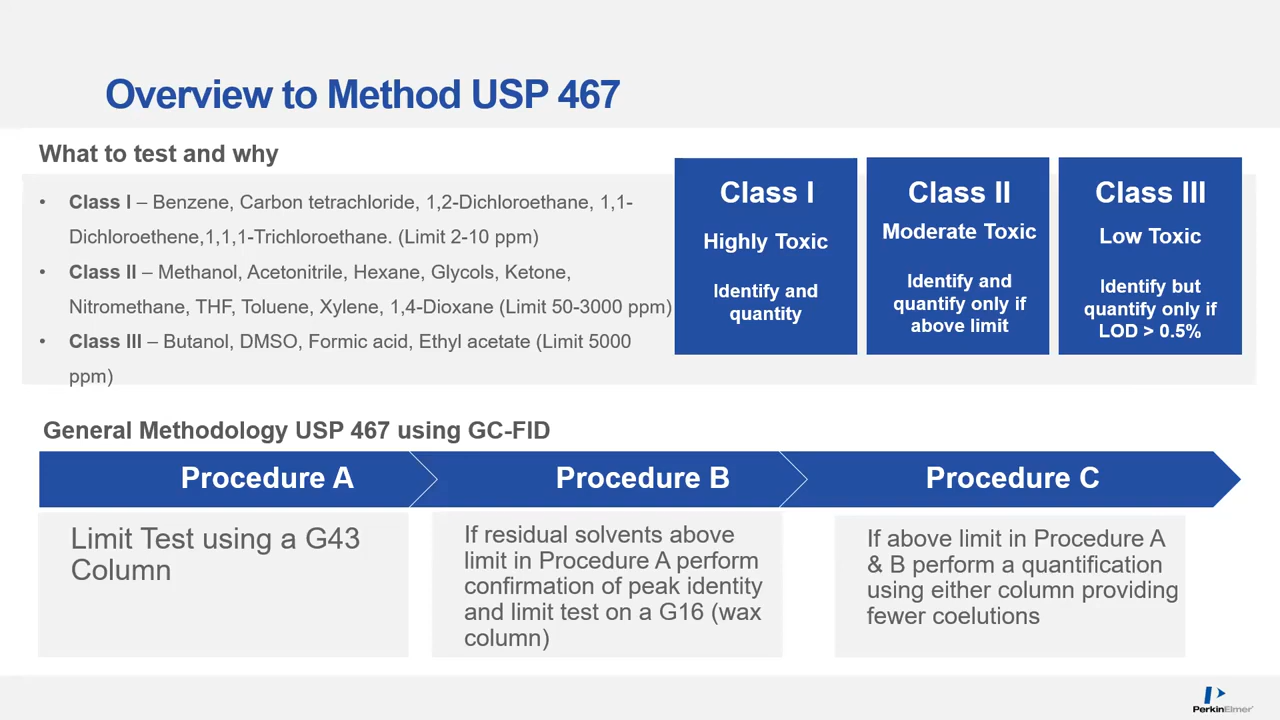 Overview to Method USP 467
What to test and why
• Class I – Benzene, Carbon tetrachloride, 1,2-Dichloroethane, 1,1-
Dichloroethene,1,1,1-Trichloroethane. (Limit 2-10 ppm)
• Class II – Methanol, Acetonitrile, Hexane, Glycols, Ketone,
Nitromethane, THF, Toluene, Xylene, 1,4-Dioxane (Limit 50-3000 ppm)
• Class III – Butanol, DMSO, Formic acid, Ethyl acetate (Limit 5000
ppm)
Class I
Highly Toxic
Identify and
quantity
Class II
Moderate Toxic
Identify and
quantify only if
above limit
Class III
Low Toxic
Identify but
quantify only if
LOD > 0.5%
General Methodology USP 467 using GC-FID
Procedure A
Limit Test using a G43
Column
Procedure B
If residual solvents above
limit in Procedure A perform
confirmation of peak identity
and limit test on a G16 (wax
column)
Procedure C
If above limit in Procedure A
& B perform a quantification
using either column providing
fewer coelutions
PerkinElmer